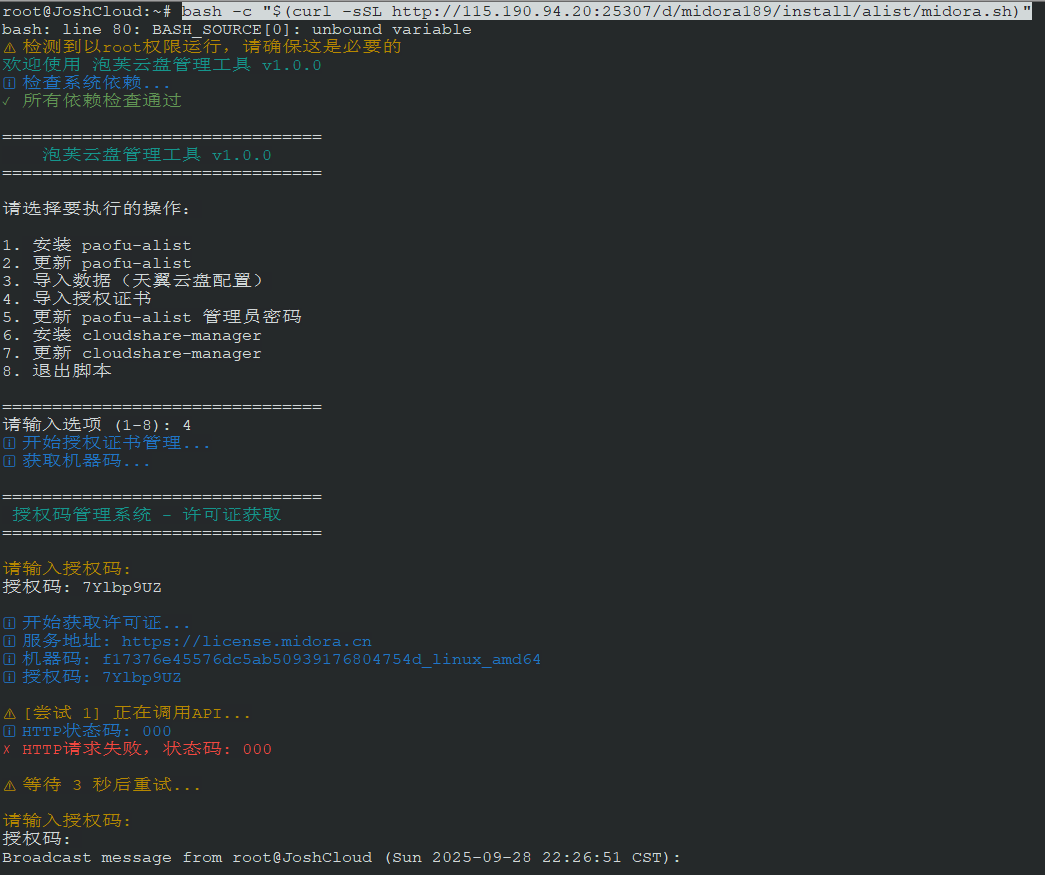 root@JoshCloud:~# bash -c "$(curl -sSL http://115.190.94.20:25307/d/midora189/install/alist/midora.sh)"
bash: line 80: BASH_SOURCE[0]: unbound variable
⚠ 检测到以root权限运行，请确保这是必要的
欢迎使用 泡芙云盘管理工具 v1.0.0
ℹ 检查系统依赖...
✓ 所有依赖检查通过
================================
泡芙云盘管理工具 v1.0.0
================================
请选择要执行的操作:
1. 安装 paofu-alist
2. 更新 paofu-alist
3. 导入数据（天翼云盘配置）
4. 导入授权证书
5. 更新 paofu-alist 管理员密码
6. 安装 cloudshare-manager
7. 更新 cloudshare-manager
8. 退出脚本
================================
请输入选项 (1-8): 4
ℹ 开始授权证书管理...
ℹ 获取机器码...
================================
授权码管理系统 - 许可证获取
================================
请输入授权码:
授权码: 7Ylbp9UZ
ℹ 开始获取许可证...
ℹ 服务地址: https://license.midora.cn
ℹ 机器码: f17376e45576dc5ab50939176804754d_linux_amd64
ℹ 授权码: 7Ylbp9UZ
⚠ [尝试 1] 正在调用API...
ℹ HTTP状态码: 000
✗ HTTP请求失败，状态码: 000
⚠ 等待 3 秒后重试...
请输入授权码:
授权码:
Broadcast message from root@JoshCloud (Sun 2025-09-28 22:26:51 CST):